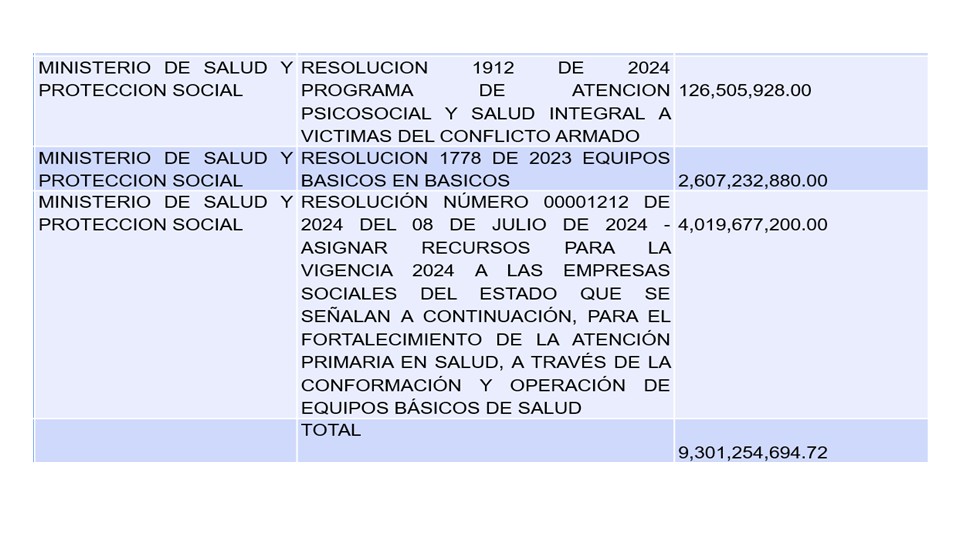 MINISTERIO DE SALUD Y
PROTECCION SOCIAL
RESOLUCION 1912 DE 2024
PROGRAMA DE ATENCION
PSICOSOCIAL Y SALUD INTEGRAL A
VICTIMAS DEL CONFLICTO ARMADO
126,505,928.00
MINISTERIO DE SALUD Y
PROTECCION SOCIAL
RESOLUCION 1778 DE 2023 EQUIPOS
BASICOS EN BASICOS
2,607,232,880.00
MINISTERIO DE SALUD Y
PROTECCION SOCIAL
RESOLUCIÓN NÚMERO 00001212 DE
2024 DEL 08 DE JULIO DE 2024 -
ASIGNAR RECURSOS PARA LA
VIGENCIA 2024 A LAS EMPRESAS
SOCIALES DEL ESTADO QUE SE
SEÑALAN A CONTINUACIÓN, PARA EL
FORTALECIMIENTO DE LA ATENCIÓN
PRIMARIA EN SALUD, A TRAVÉS DE LA
CONFORMACIÓN Y OPERACIÓN DE
EQUIPOS BÁSICOS DE SALUD
4,019,677,200.00
TOTAL
9,301,254,694.72